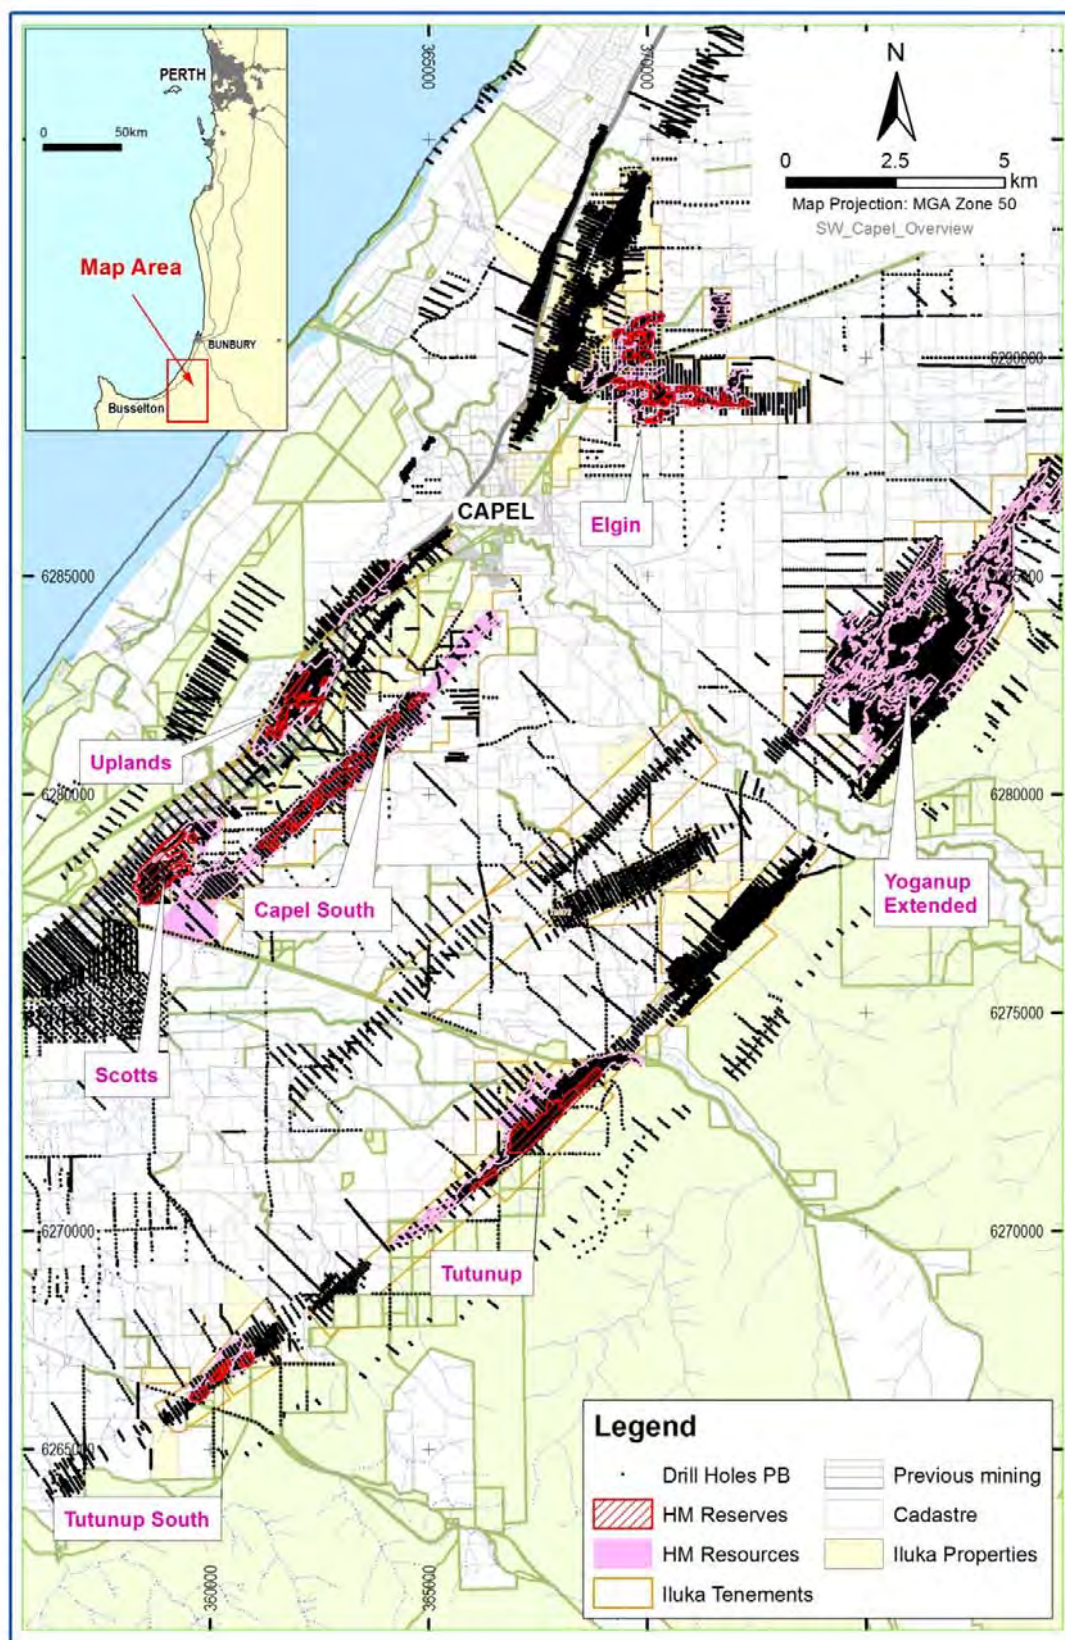 PERTH
0 50km
Map Area
BUNBURY
Busselton
365000
370000
N
0 2.5 5
km
Map Projection: MGA Zone 50
SW_Capel_Overview
6290000
CAPEL
Elgin
6285000
Uplands
6280000
6280000
Capel South
Yoganup
Extended
6275000
Scotts
6270000
6270000
Tutunup
6265000
Tutunup South
360000
365000
Legend
Drill Holes PB
HM Reserves
HM Resources
Iluka Tenements
Previous mining
Cadastre
Iluka Properties